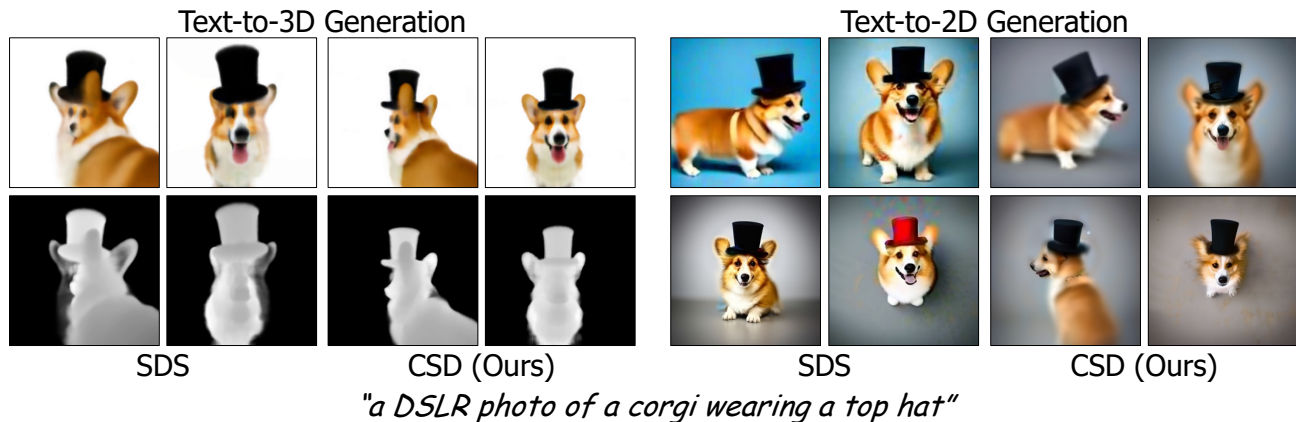 Text-to-3D Generation
Text-to-2D Generation
SDS
CSD (Ours)
SDS
CSD (Ours)
"a DSLR photo of a corgi wearing a top hat"